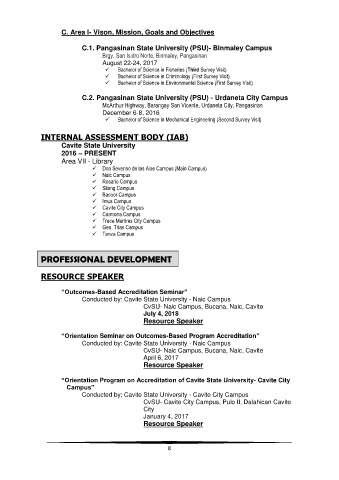 C. Area I- Vison, Mission, Goals and Objectives
C.1. Pangasinan State University (PSU)- Binmaley Campus
Brgy. San Isidro Norte, Binmaley, Pangasinan
August 22-24, 2017
✓ Bachelor of Science in Fisheries (Third Survey Visit)
✓ Bachelor of Science in Criminology (First Survey Visit)
✓ Bachelor of Science in Environmental Science (First Survey Visit)
C.2. Pangasinan State University (PSU) - Urdaneta City Campus
McArthur Highway, Barangay San Vicente, Urdaneta City, Pangasinan
December 6-8, 2016
✓ Bachelor of Science in Mechanical Engineering (Second Survey Visit)
INTERNAL ASSESSMENT BODY (IAB)
Cavite State University
2016 – PRESENT
Area VII - Library
✓ Don Severino de las Alas Campus (Main Campus)
✓ Naic Campus
✓ Rosario Campus
✓ Silang Campus
✓ Bacoor Campus
✓ Imus Campus
✓ Cavite City Campus
✓ Carmona Campus
✓ Trece Martires City Campus
✓ Gen. Trias Campus
✓ Tanza Campus
PROFESSIONAL DEVELOPMENT
RESOURCE SPEAKER
"Outcomes-Based Accreditation Seminar"
Conducted by: Cavite State University - Naic Campus
CvSU- Naic Campus, Bucana, Naic, Cavite
July 4, 2018
Resource Speaker
"Orientation Seminar on Outcomes-Based Program Accreditation"
Conducted by: Cavite State University - Naic Campus
CvSU- Naic Campus, Bucana, Naic, Cavite
April 6, 2017
Resource Speaker
"Orientation Program on Accreditation of Cavite State University- Cavite City
Campus"
Conducted by: Cavite State University - Cavite City Campus
CvSU- Cavite City Campus, Pulo II, Dalahican Cavite
City
January 4, 2017
Resource Speaker
8